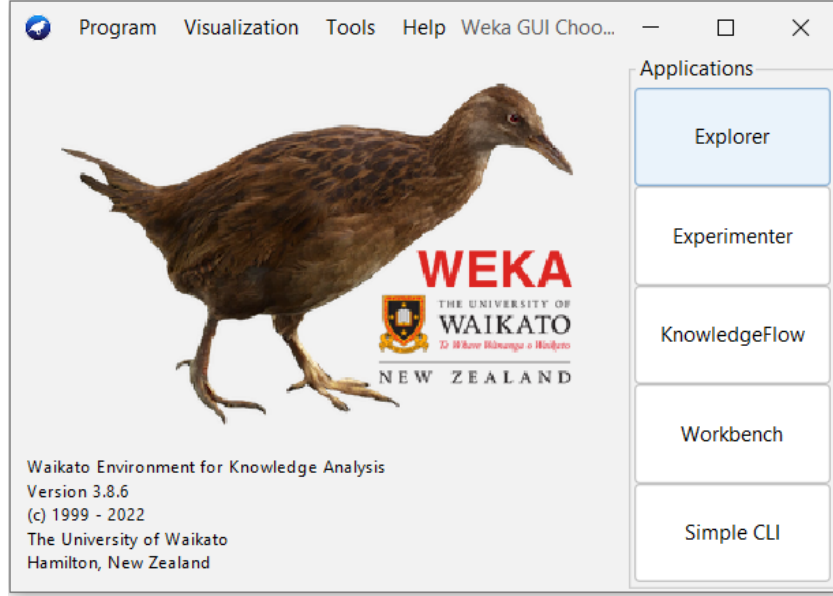 Program Visualization Tools Help Weka GUI Choo...
Applications
Explorer
Experimenter
KnowledgeFlow
Workbench
Simple CLI
WEKA
THE UNIVERSITY OF
WAIKATO
Te Whare Wānanga o Waikato
NEW ZEALAND
Waikato Environment for Knowledge Analysis
Version 3.8.6
(c) 1999 - 2022
The University of Waikato
Hamilton, New Zealand